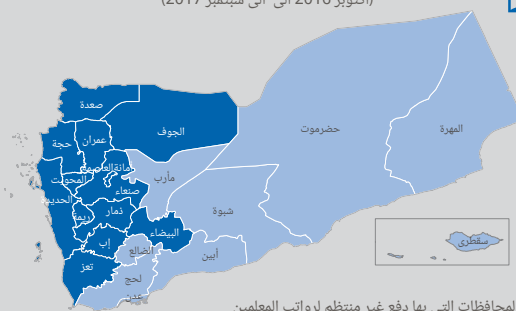 (أكتوبر 2016 الى الى سبتمبر 2017)
صعدة
الجوف
حضرموت
المهرة
عمران
حجة
أمانة العاصمة
المحويت
مأرب
صنعاء
الحديدة
ريمة
ذمار
شبوة
البيضاء
إب
الضالع
أبين
سقطرى
تعز
لحج
عدن
المحافظات التي بها دفع غير منتظم لرواتب المعلمين